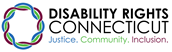 DISABILITY RIGHTS
CONNECTICUT
Justice. Community. Inclusion.